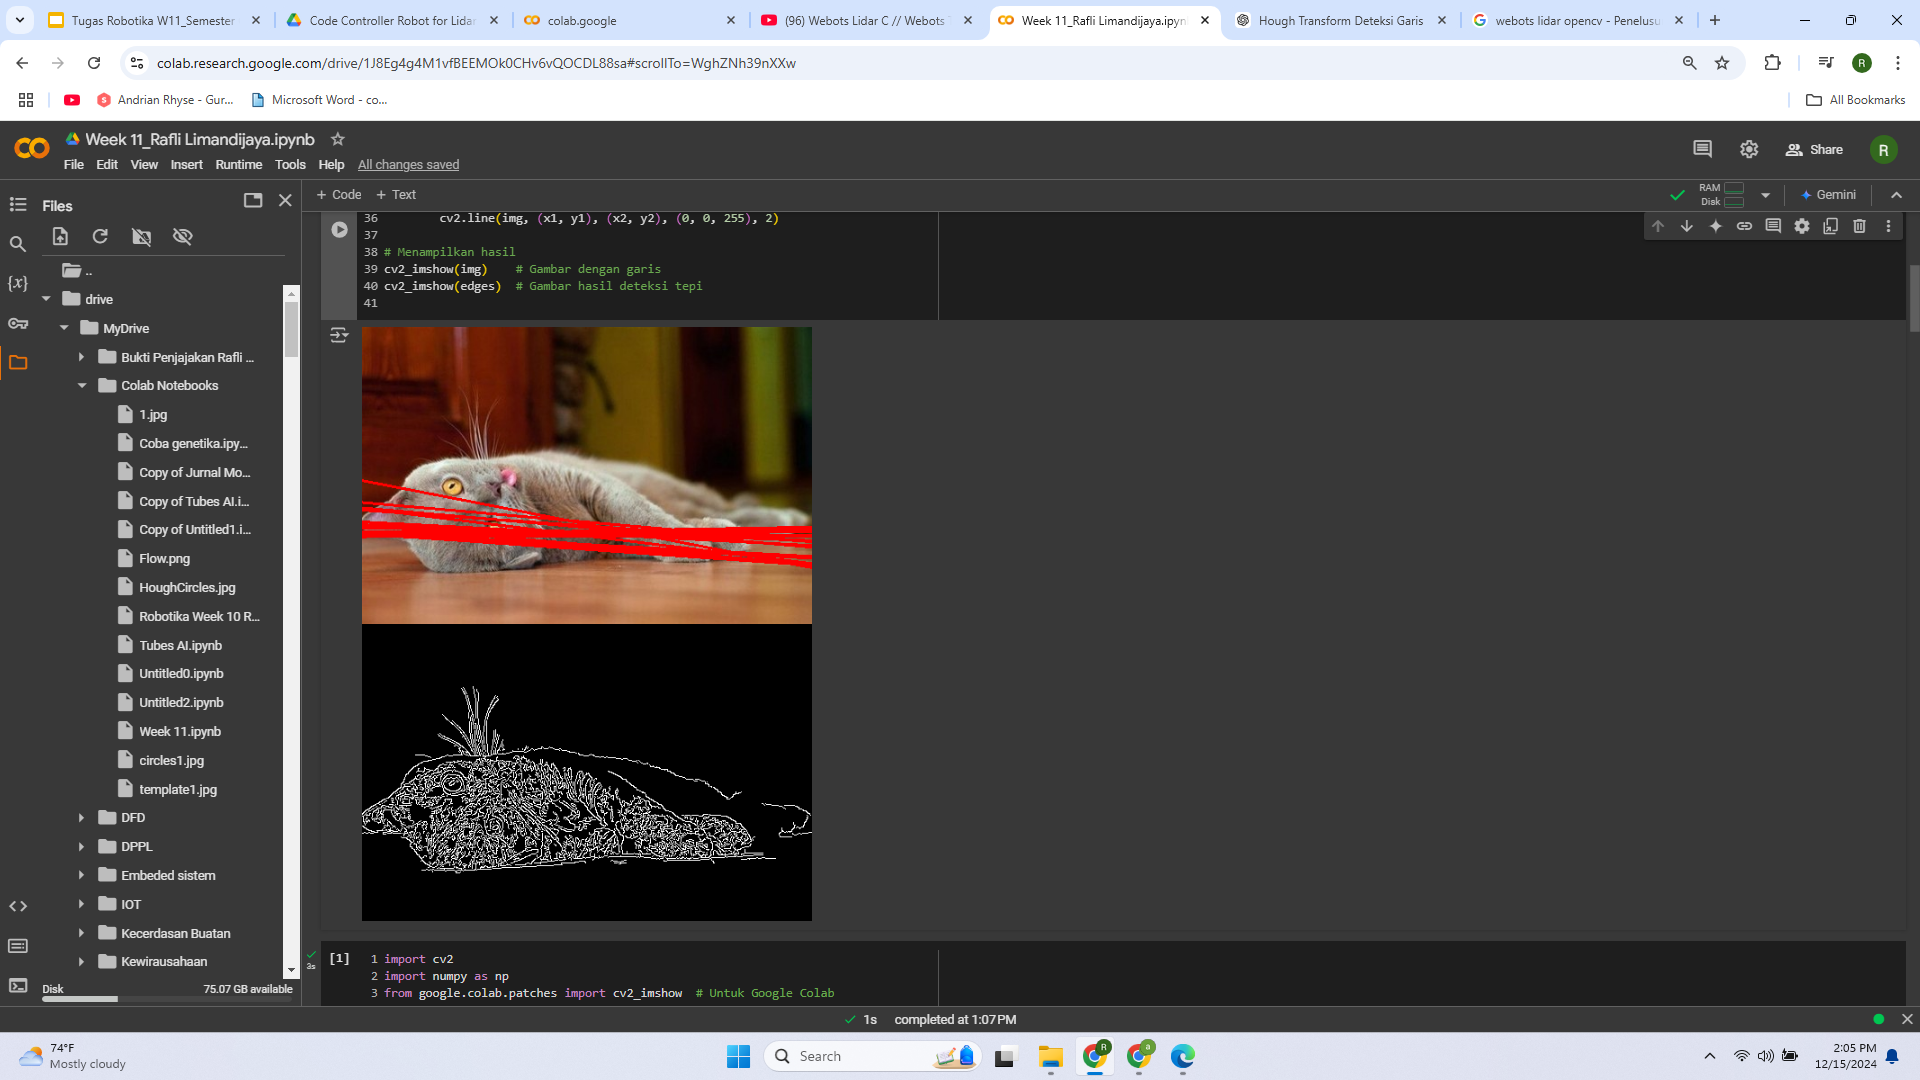 Tugas Robotika W11_Semester
Code Controller Robot for Lidar
colab.google
(96) Webots Lidar C // Webots
Week 11_Rafli Limandijaya.ipyn
Hough Transform Deteksi Garis
webots lidar opencv - Penelusu
colab.research.google.com/drive/1J8Eg4g4M1vfBEEMOk0CHv6vQOCDL88sa#scrollTo=WghZNh39nXXw
R
Andrian Rhyse - Gur...
Microsoft Word - co...
All Bookmarks
Week 11_Rafli Limandijaya.ipynb
File Edit View Insert Runtime Tools Help All changes saved
Share
R
Files
+ Code + Text
RAM
Disk
Gemini
..
drive
MyDrive
Bukti Penjajakan Rafli ...
Colab Notebooks
1.jpg
Coba genetika.ipy...
Copy of Jurnal Mo...
Copy of Tubes AI.i...
Copy of Untitled1.i...
Flow.png
HoughCircles.jpg
Robotika Week 10 R...
Tubes AI.ipynb
Untitled0.ipynb
Untitled2.ipynb
Week 11.ipynb
circles1.jpg
template1.jpg
DFD
DPPL
Embeded sistem
IOT
Kecerdasan Buatan
Kewirausahaan
Disk 75.07 GB available
36 cv2.line(img, (x1, y1), (x2, y2), (0, 0, 255), 2)
37
38 # Menampilkan hasil
39 cv2_imshow(img) # Gambar dengan garis
40 cv2_imshow(edges) # Gambar hasil deteksi tepi
41
[1]
3s
1 import cv2
2 import numpy as np
3 from google.colab.patches import cv2_imshow # Untuk Google Colab
1s completed at 1:07 PM
74°F
Mostly cloudy
Search
R
a
2:05 PM
12/15/2024